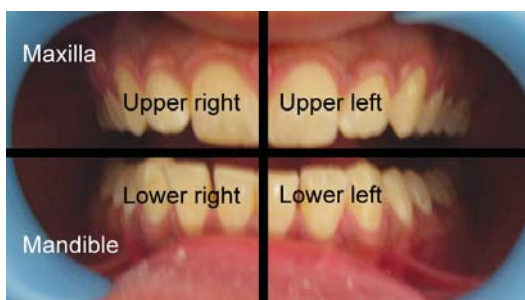 Maxilla
Upper right
Upper left
Lower right
Lower left
Mandible